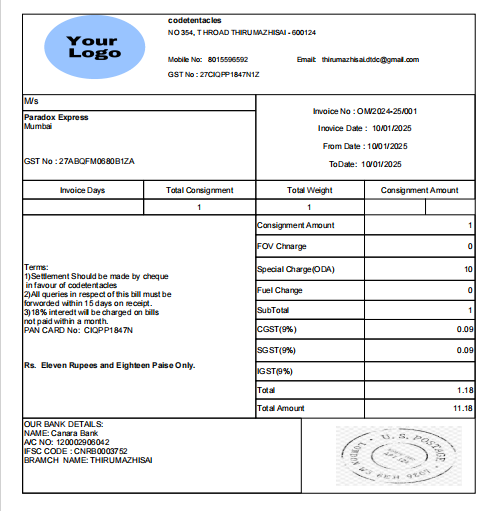 Your
Logo
codetentacles
NO 354, T HROAD THIRUMAZHISAI - 600124
Mobile No: 8015596592 Email: thirumazhisai.dtdc@gmail.com
GST No : 27CIQPP1847N1Z
M/s
Paradox Express
Mumbai
GST No : 27ABQFM0680B1ZA
Invoice No : OM/2024-25/001
Inovice Date : 10/01/2025
From Date : 10/01/2025
ToDate: 10/01/2025
Invoice Days Total Consignment Total Weight Consignment Amount
1 1
Terms:
1)Settlement Should be made by cheque
in favour of codetentacles
2)All queries in respect of this bill must be
forworded within 15 days on receipt.
3)18% interedt will be charged on bills
not paid within a month.
PAN CARD No: CIQPP1847N
Rs. Eleven Rupees and Eighteen Paise Only.
Consignment Amount 1
FOV Chnarge 0
Special Charge(ODA) 10
Fuel Change 0
SubTotal 1
CGST(9%) 0.09
SGST(9%) 0.09
IGST(9%)
Total 1.18
Total Amount 11.18
OUR BANK DETAILS:
NAME: Canara Bank
A/C NO: 120002906042
IFSC CODE : CNRB0003752
BRAMCH NAME: THIRUMAZHISAI
U.S. POSTAGE
LONDON